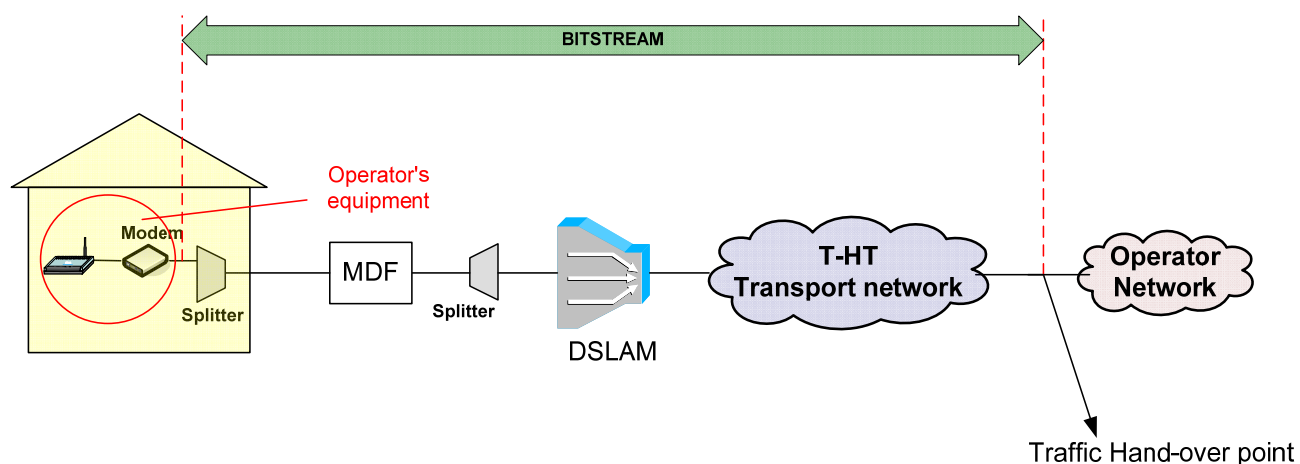 BITSTREAM
Operator's
equipment
Modem
Splitter
MDF
Splitter
DSLAM
T-HT
Transport network
Operator
Network
Traffic Hand-over point